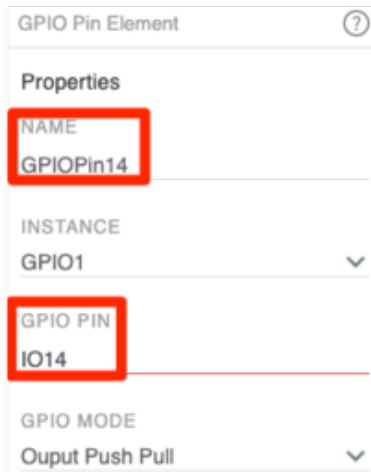 GPIO Pin Element ?
Properties
NAME
GPIOPin14
INSTANCE
GPIO1
GPIO PIN
IO14
GPIO MODE
Ouput Push Pull